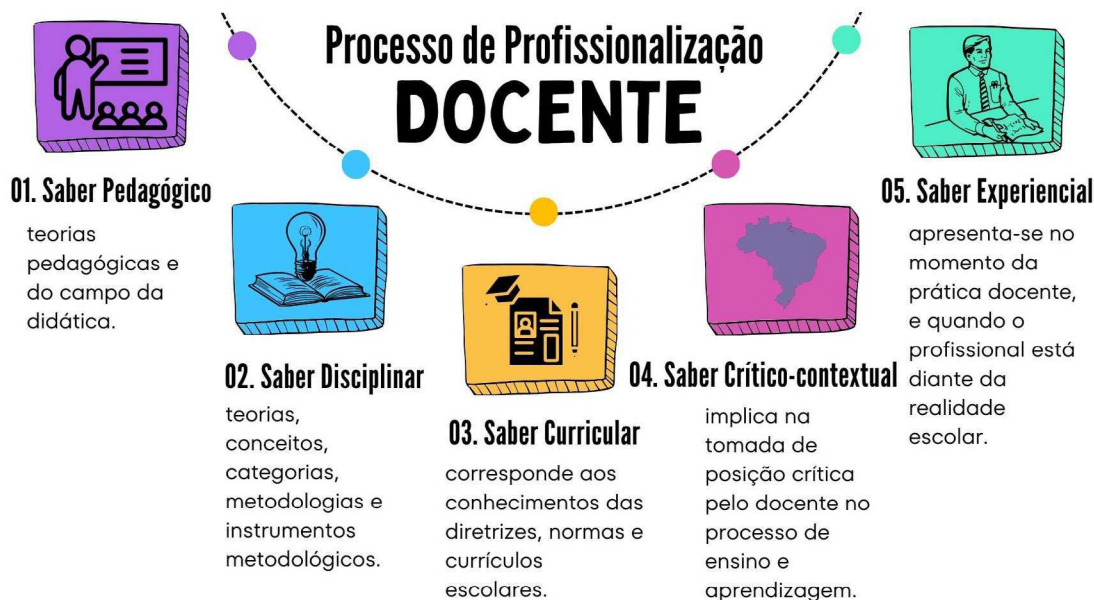 Processo de Profissionalização
DOCENTE
01. Saber Pedagógico
teorias
pedagógicas e
do campo da
didática.
02. Saber Disciplinar
teorias,
conceitos,
categorias,
metodologias e
instrumentos
metodológicos.
03. Saber Curricular
corresponde aos
conhecimentos das
diretrizes, normas e
currículos
escolares.
04. Saber Crítico-contextual
implica na
tomada de
posição crítica
pelo docente no
processo de
ensino e
aprendizagem.
05. Saber Experiencial
apresenta-se no
momento da
prática docente,
e quando o
profissional está
diante da
realidade
escolar.